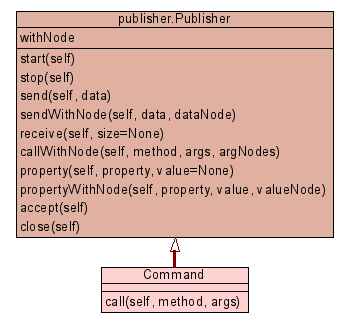 publisher.Publisher
withNode
start(self)
stop(self)
send(self, data)
sendWithNode(self, data, dataNode)
receive(self, size=None)
callWithNode(self, method, args, argNodes)
property(self, property, value=None)
propertyWithNode(self, property, value, valueNode)
accept(self)
close(self)
Command
call(self, method, args)